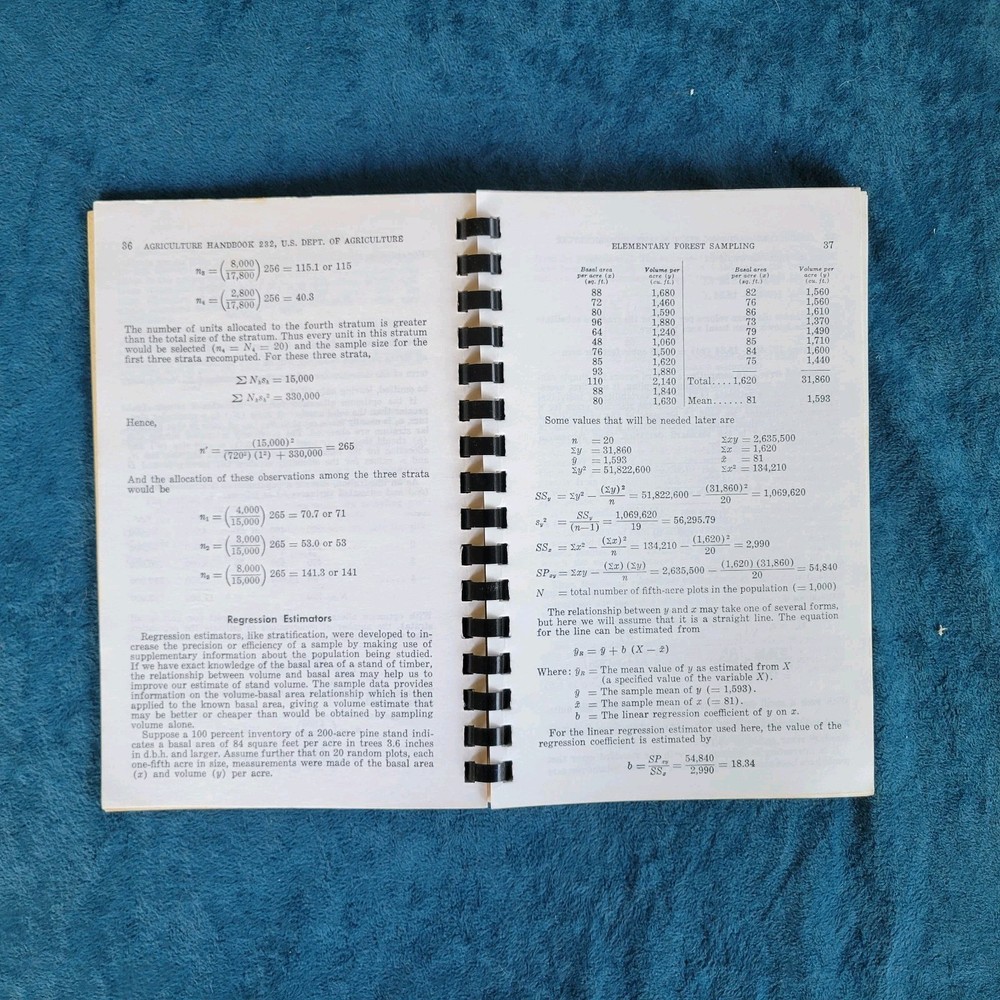 36 AGRICULTURE HANDBOOK 232, U.S. DEPT. OF AGRICULTURE
n₃ = (8,000/17,800) 256 = 115.1 or 115
n₄ = (2,800/17,800) 256 = 40.3
The number of units allocated to the fourth stratum is greater
than the total size of the stratum. Thus every unit in this stratum
would be selected (n₄ = N₄ = 20) and the sample size for the
first three strata recomputed. For these three strata,
∑ Nₕsₕ = 15,000
∑ Nₕsₕ² = 330,000
Hence,
n′ = (15,000)²/((720²) (1²) + 330,000) = 265
And the allocation of these observations among the three strata
would be
n₁ = (4,000/15,000) 265 = 70.7 or 71
n₂ = (3,000/15,000) 265 = 53.0 or 53
n₃ = (8,000/15,000) 265 = 141.3 or 141
Regression Estimators
Regression estimators, like stratification, were developed to in-
crease the precision or efficiency of a sample by making use of
supplementary information about the population being studied.
If we have exact knowledge of the basal area of a stand of timber,
the relationship between volume and basal area may help us to
improve our estimate of stand volume. The sample data provides
information on the volume-basal area relationship which is then
applied to the known basal area, giving a volume estimate that
may be better or cheaper than would be obtained by sampling
volume alone.
Suppose a 100 percent inventory of a 200-acre pine stand indi-
cates a basal area of 84 square feet per acre in trees 3.6 inches
in d.b.h. and larger. Assume further that on 20 random plots, each
one-fifth acre in size, measurements were made of the basal area
(x) and volume (y) per acre.
ELEMENTARY FOREST SAMPLING 37
Basal area Volume per Basal area Volume per
per acre (x) acre (y) per acre (x) acre (y)
(sq. ft.) (cu. ft.) (sq. ft.) (cu. ft.)
88 1,680 82 1,560
72 1,460 76 1,560
80 1,590 86 1,610
96 1,880 73 1,370
64 1,240 79 1,490
48 1,060 85 1,710
76 1,500 84 1,600
85 1,620 75 1,440
93 1,880
110 2,140 Total.... 1,620 31,860
88 1,840
80 1,630 Mean...... 81 1,593
Some values that will be needed later are
n = 20 Σxy = 2,635,500
Σy = 31,860 Σx = 1,620
ȳ = 1,593 x̄ = 81
Σy² = 51,822,600 Σx² = 134,210
SSᵧ = Σy² − (Σy)²/n = 51,822,600 − (31,860)²/20 = 1,069,620
sᵧ² = SSᵧ/(n−1) = 1,069,620/19 = 56,295.79
SSₓ = Σx² − (Σx)²/n = 134,210 − (1,620)²/20 = 2,990
SPₓᵧ = Σxy − (Σx) (Σy)/n = 2,635,500 − (1,620) (31,860)/20 = 54,840
N = total number of fifth-acre plots in the population (= 1,000)
The relationship between y and x may take one of several forms,
but here we will assume that it is a straight line. The equation
for the line can be estimated from
ȳ_R = ȳ + b (X − x̄)
Where: ȳ_R = The mean value of y as estimated from X
(a specified value of the variable X).
ȳ = The sample mean of y (= 1,593).
x̄ = The sample mean of x (= 81).
b = The linear regression coefficient of y on x.
For the linear regression estimator used here, the value of the
regression coefficient is estimated by
b = SPₓᵧ/SSₓ = 54,840/2,990 = 18.34